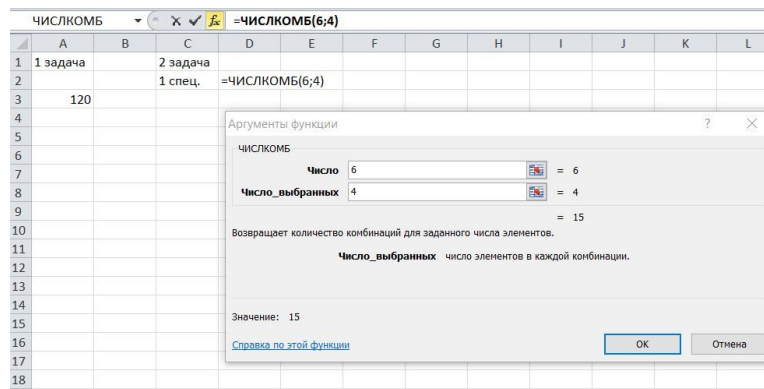 ЧИСЛКОМБ fx =ЧИСЛКОМБ(6;4)
A B C D E F G H I J K L
1 1 задача 2 задача
2 1 спец. =ЧИСЛКОМБ(6;4)
3 120
4
Аргументы функции ? X
5
6
ЧИСЛКОМБ
7
Число 6 = 6
8
Число_выбранных 4 = 4
9
= 15
10
Возвращает количество комбинаций для заданного числа элементов.
11
Число_выбранных число элементов в каждой комбинации.
12
13
14
Значение: 15
15
16
Справка по этой функции OK Отмена
17
18